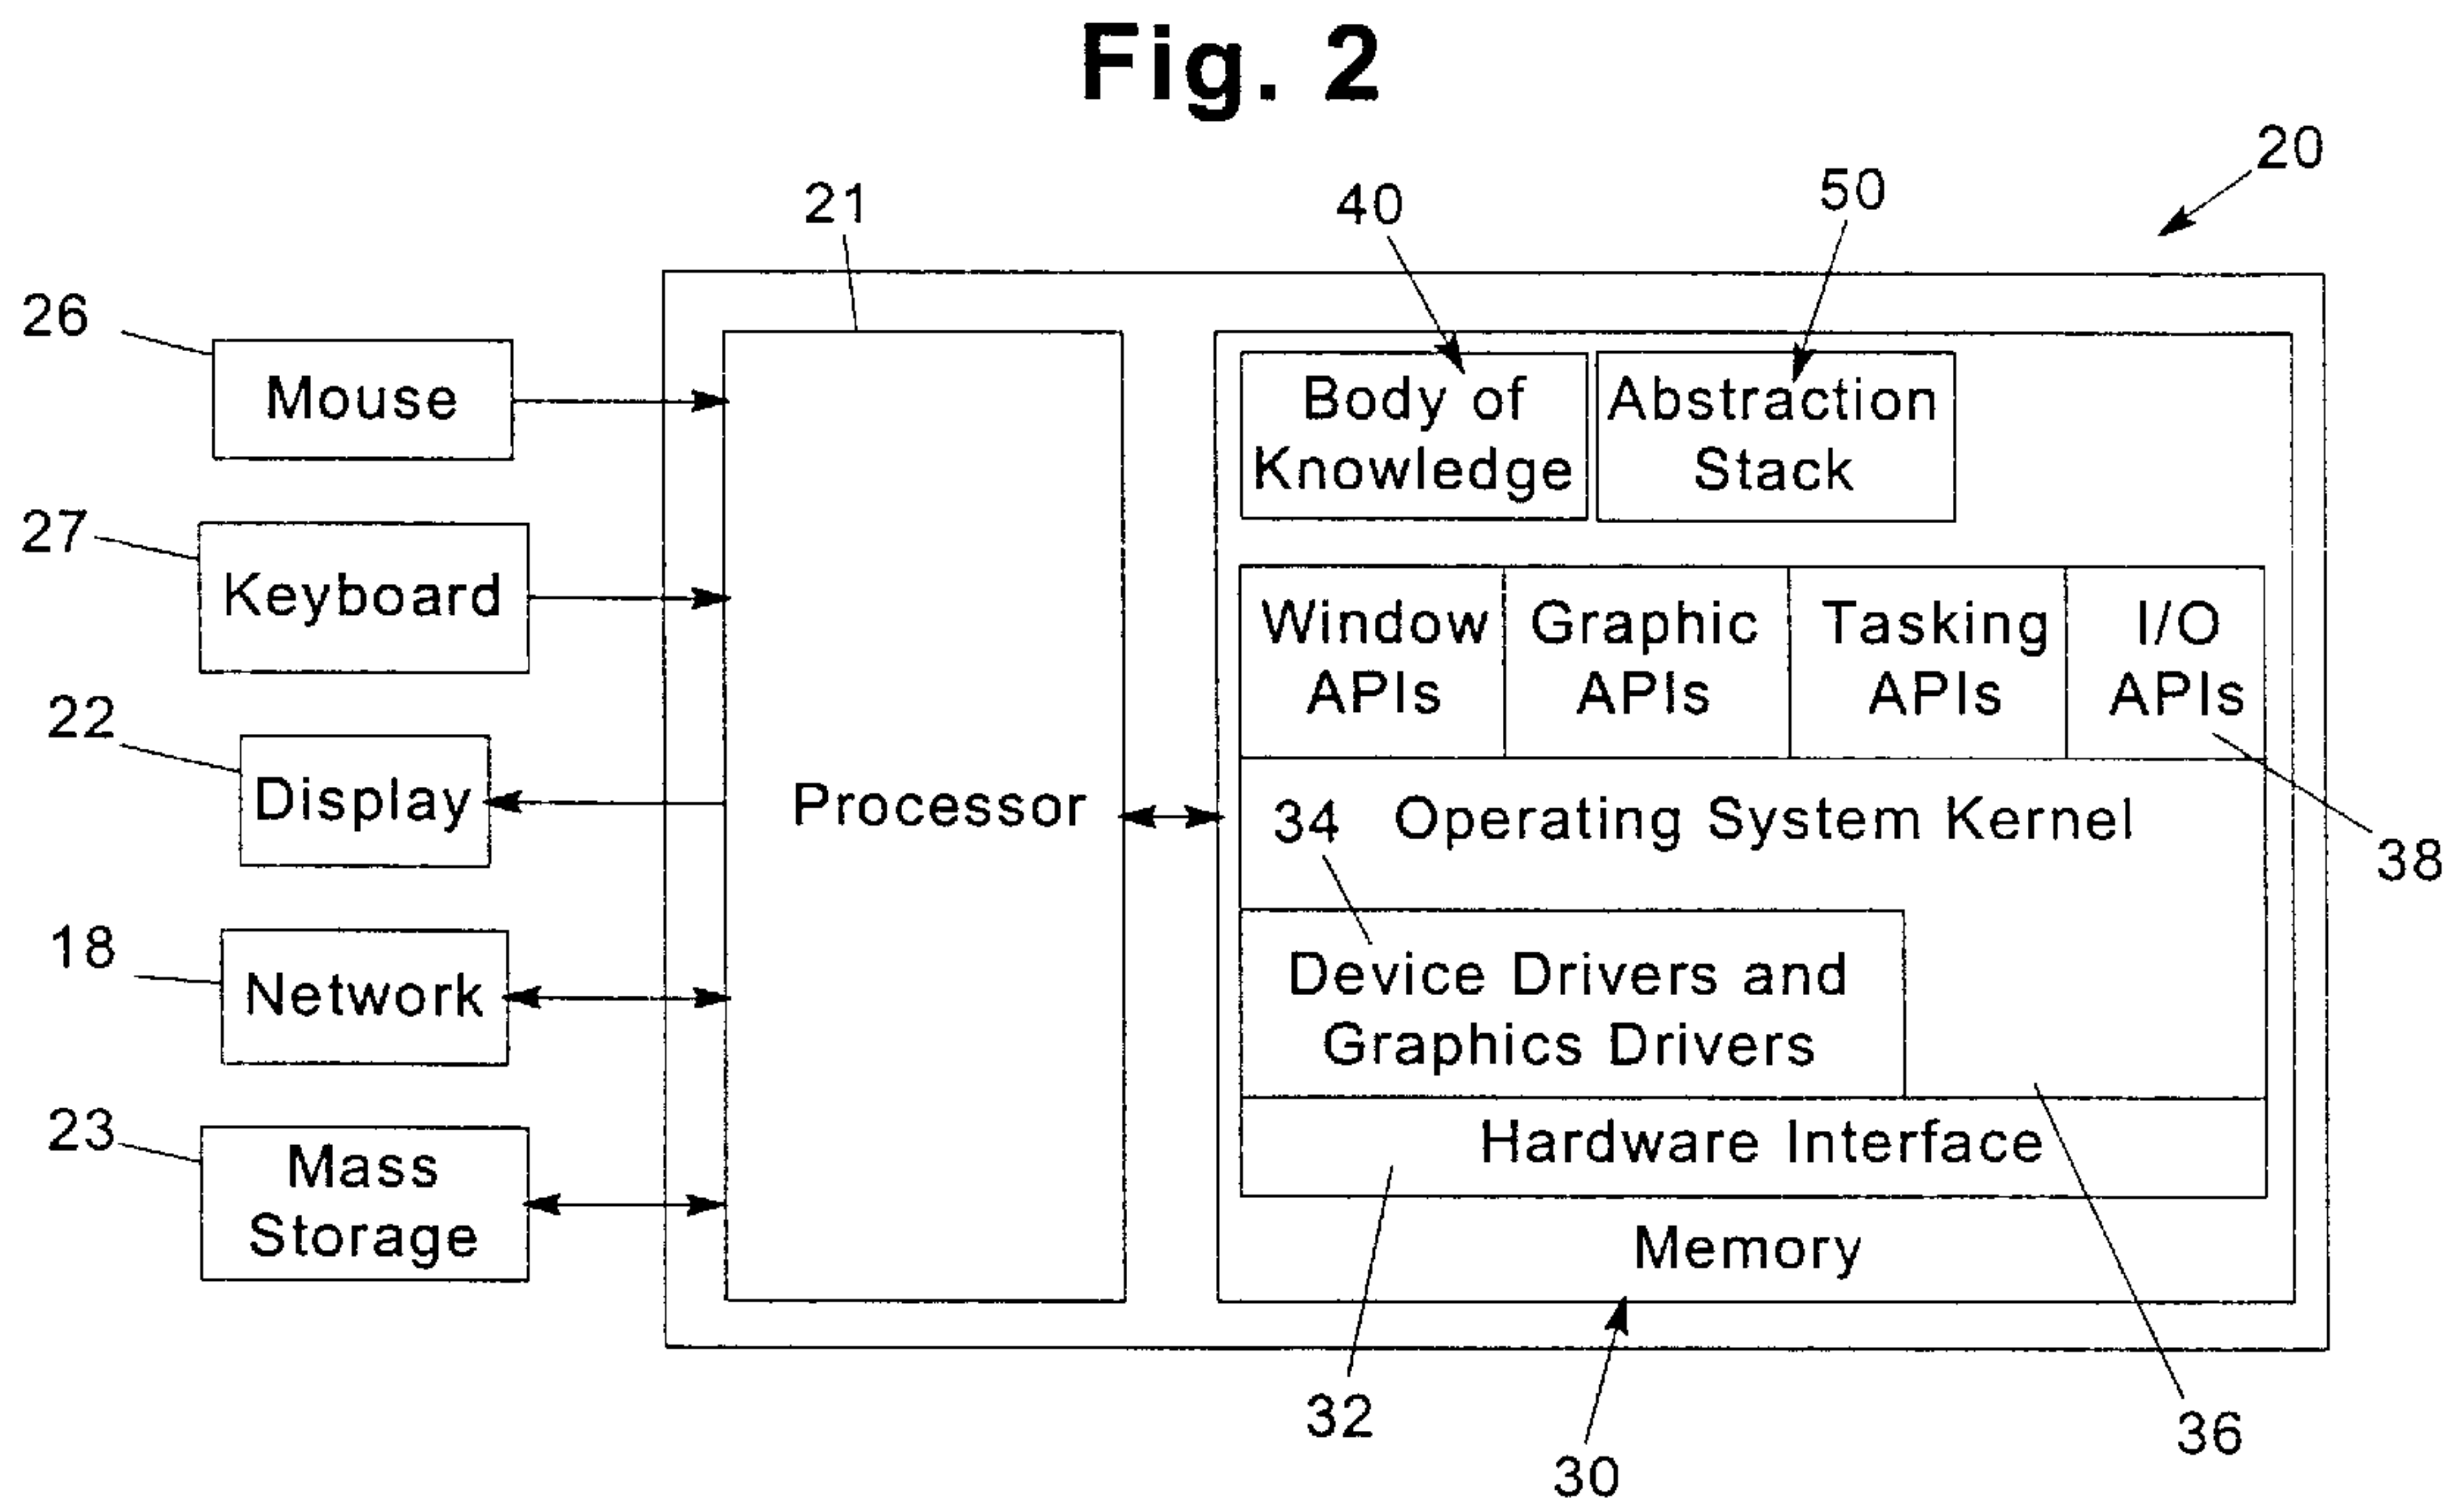 Fig. 2
20
21
40
50
26
Mouse
27
Keyboard
22
Display
18
Network
23
Mass
Storage
Processor
Body of
Knowledge
Abstraction
Stack
Window
APIs
Graphic
APIs
Tasking
APIs
I/O
APIs
34
Operating System Kernel
38
Device Drivers and
Graphics Drivers
Hardware Interface
Memory
32
30
36